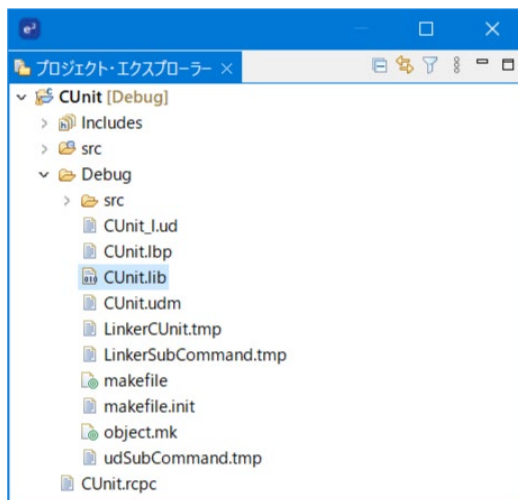 e²
プロジェクト・エクスプローラー
CUnit [Debug]
Includes
src
Debug
src
CUnit_l.ud
CUnit.lbp
CUnit.lib
CUnit.udm
LinkerCUnit.tmp
LinkerSubCommand.tmp
makefile
makefile.init
object.mk
udSubCommand.tmp
CUnit.rcpc